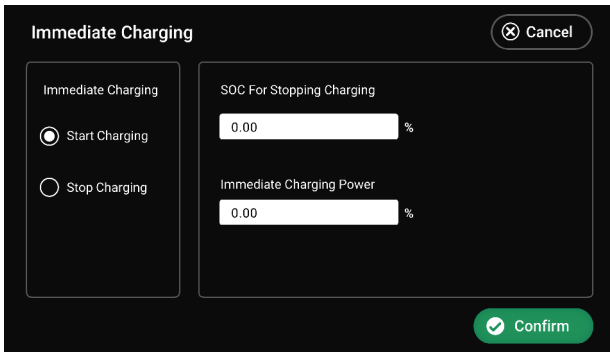 Immediate Charging
Cancel
Immediate Charging
Start Charging
Stop Charging
SOC For Stopping Charging
0.00 %
Immediate Charging Power
0.00 %
Confirm